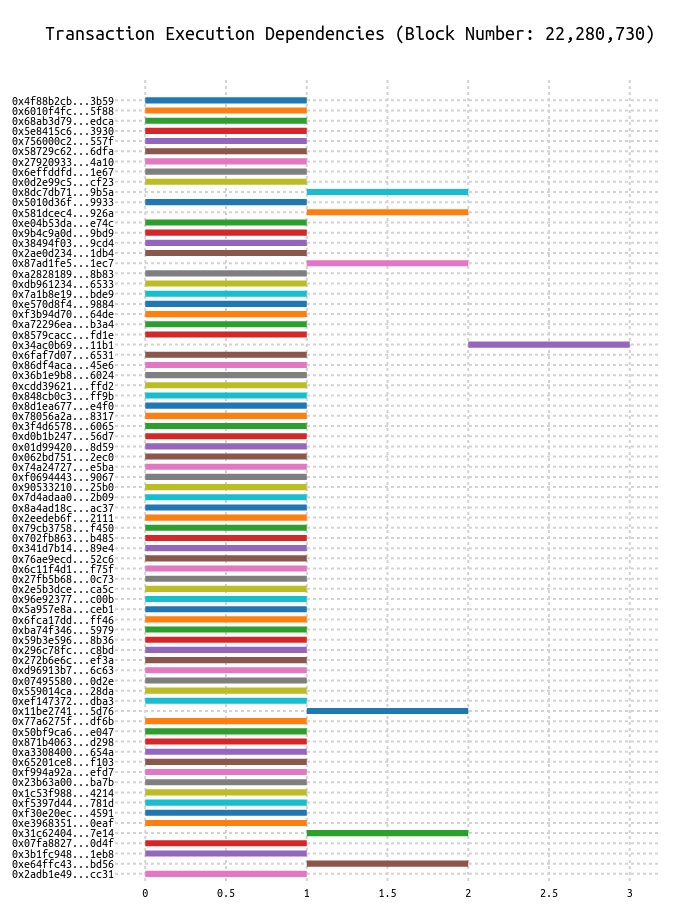 Transaction Execution Dependencies (Block Number: 22,280,730)
0x4f88b2cb...3b59
0x6010f4fc...5f88
0x68ab3d79...edca
0x5e8415c6...3930
0x756000c2...557f
0x58729c62...6dfa
0x27920933...4a10
0x6effddfd...1e67
0x0d2e99c5...cf23
0x8dc7db71...9b5a
0x5010d36f...9933
0x581dcec4...926a
0xe04b53da...e74c
0x9b4c9a0d...9bd9
0x38494f03...9cd4
0x2ae0d234...1db4
0x87ad1fe5...1ec7
0xa2828189...8b83
0xdb961234...6533
0x7a1b8e19...bde9
0xe570d8f4...9884
0xf3b94d70...64de
0xa72296ea...b3a4
0x8579cacc...fd1e
0x34ac0b69...11b1
0x6faf7d07...6531
0x86df4aca...45e6
0x36b1e9b8...6024
0xcdd39621...ffd2
0x848cb0c3...ff9b
0x8d1ea677...e4f0
0x78056a2a...8317
0x3f4d6578...6065
0xd0b1b247...56d7
0x01d99420...8d59
0x062bd751...2ec0
0x74a24727...e5ba
0xf0694443...9067
0x90533210...25b0
0x7d4adaa0...2b09
0x8a4ad18c...ac37
0x2eedeb6f...2111
0x79cb3758...f450
0x702fb863...b485
0x341d7b14...89e4
0x76ae9ecd...52c6
0x6c11f4d1...f75f
0x27fb5b68...0c73
0x2e5b3dce...ca5c
0x96e92377...c00b
0x5a957e8a...ceb1
0x6fca17dd...ff46
0xba74f346...5979
0x59b3e596...8b36
0x296c78fc...c8bd
0x272b6e6c...ef3a
0xd96913b7...6c63
0x07495580...0d2e
0x559014ca...28da
0xef147372...dba3
0x11be2741...5d76
0x77a6275f...df6b
0x50bf9ca6...e047
0x871b4063...d298
0xa3308400...654a
0x65201ce8...f103
0xf994a92a...efd7
0x23b63a00...ba7b
0x1c53f988...4214
0xf5397d44...781d
0xf30e20ec...4591
0xe3968351...0eaf
0x31c62404...7e14
0x07fa8827...0d4f
0x3b1fc948...1eb8
0xe64ffc43...bd56
0x2adb1e49...cc31
0 0.5 1 1.5 2 2.5 3